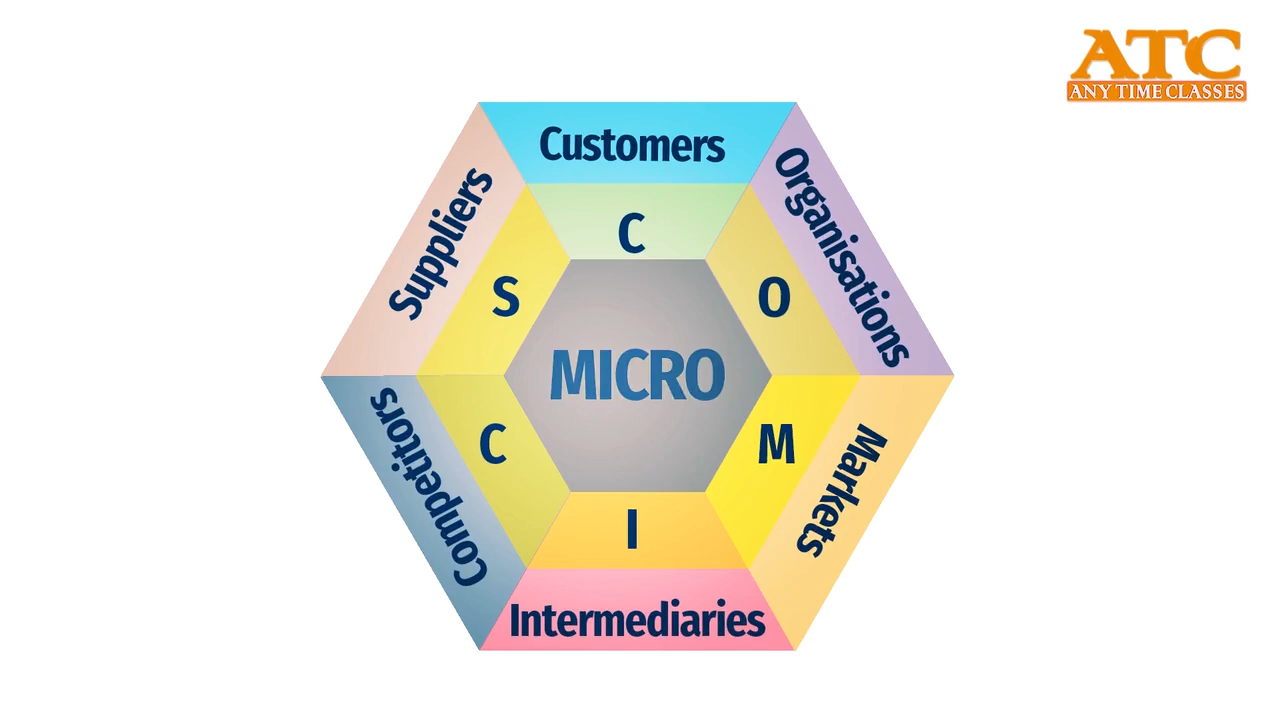 ATC
ANY TIME CLASSES
Customers
C
Organisations
O
Markets
M
Intermediaries
I
Competitors
C
Suppliers
S
MICRO